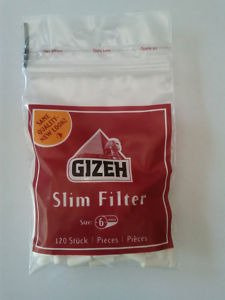 SAME
QUALITY-
NEW LOOK!
GIZEH
Slim Filter
Size: 6
120 Stück | Pieces | Pièces